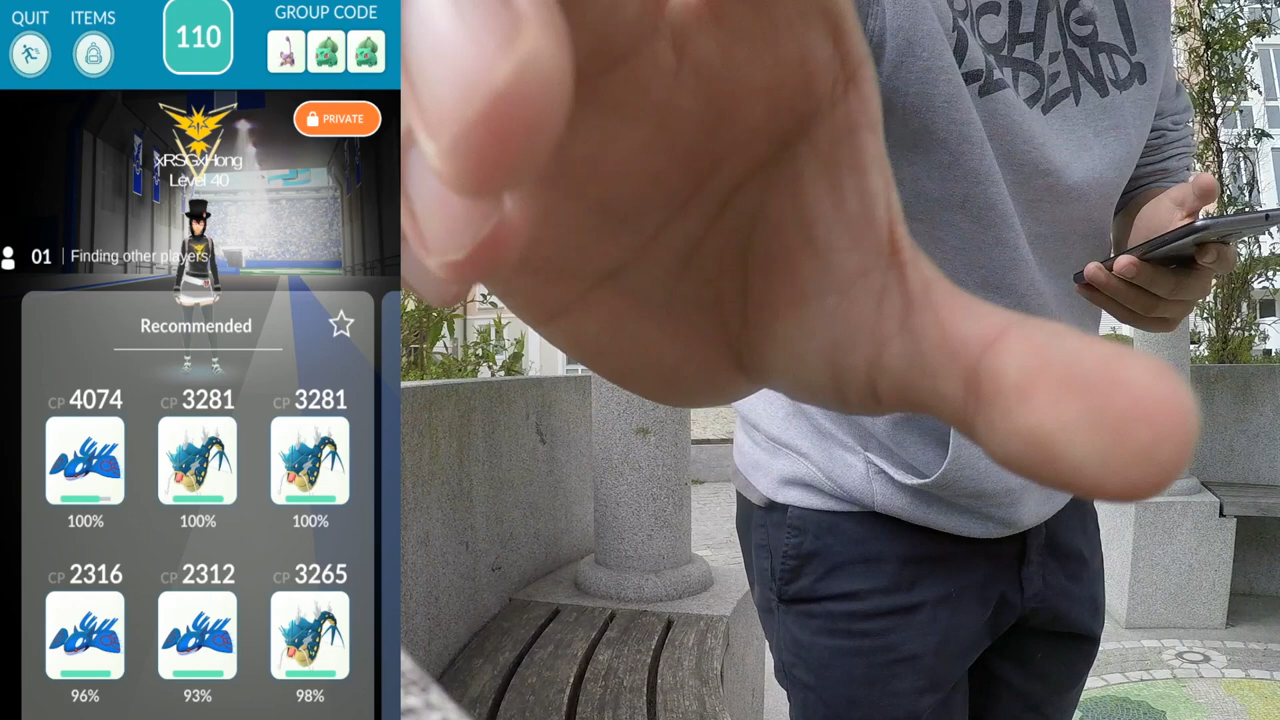 QUIT
ITEMS
110
GROUP CODE
PRIVATE
xRSGxHong
Level 40
01
Finding other players
Recommended
CP 4074
CP 3281
CP 3281
100%
100%
100%
CP 2316
CP 2312
CP 3265
96%
93%
98%